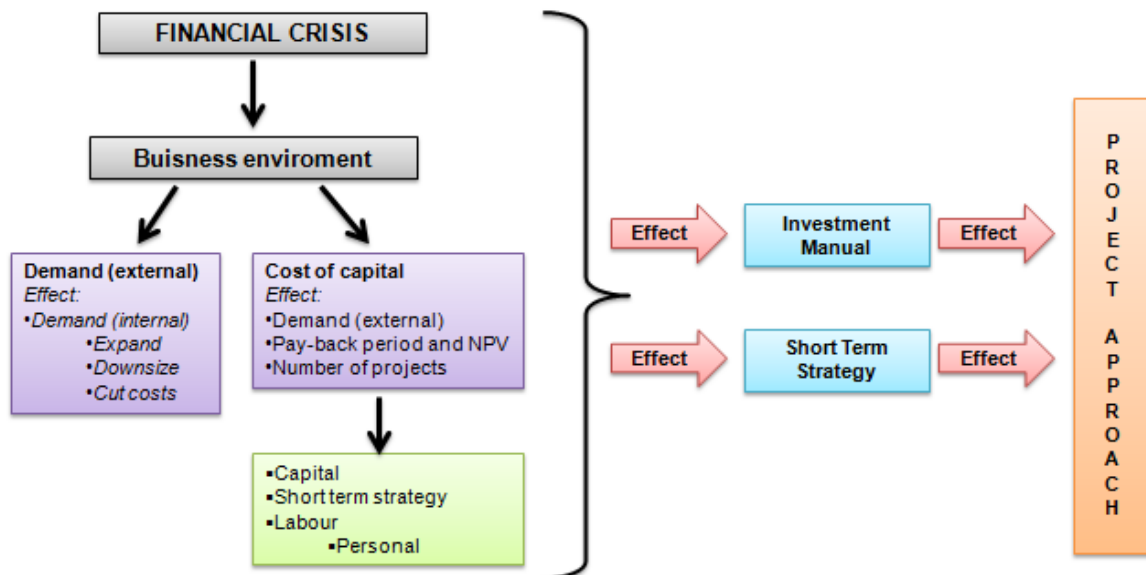 FINANCIAL CRISIS
Buisness enviroment
Demand (external)
Effect:
•Demand (internal)
•Expand
•Downsize
•Cut costs
Cost of capital
Effect:
•Demand (external)
•Pay-back period and NPV
•Number of projects
▪Capital
▪Short term strategy
▪Labour
▪Personal
Effect
Investment
Manual
Effect
Effect
Short Term
Strategy
Effect
PROJECT APPROACH